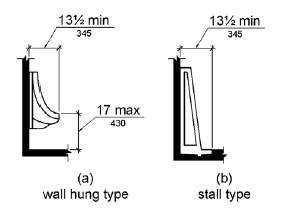 13½ min
345
13½ min
345
17 max
430
(a)
wall hung type
(b)
stall type